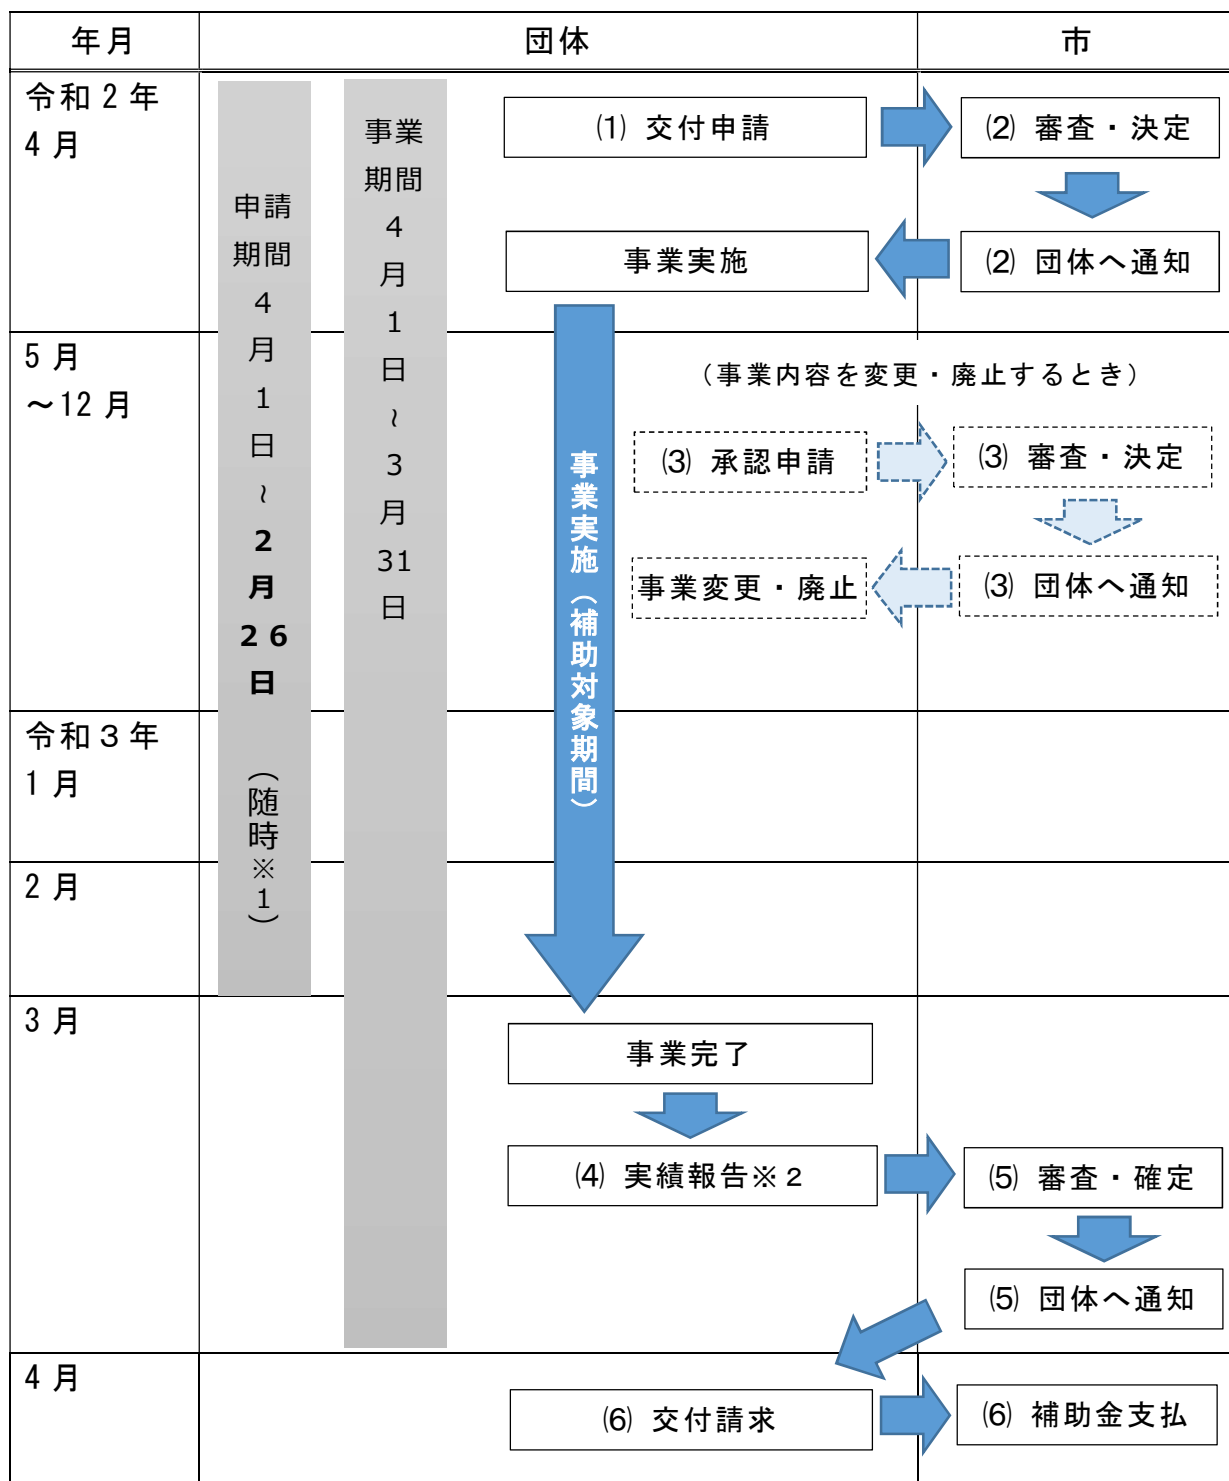 年月
団体
市
令和2年
4月
申請
期間
4
月
1
日
~
2
月
26
日
（随時※1）
事業
期間
4
月
1
日
~
3
月
31
日
⑴ 交付申請
⑵ 審査・決定
事業実施
⑵ 団体へ通知
5月
～12月
（事業内容を変更・廃止するとき）
⑶ 承認申請
⑶ 審査・決定
事業変更・廃止
⑶ 団体へ通知
事業実施（補助対象期間）
令和3年
1月
2月
3月
事業完了
⑷ 実績報告※2
⑸ 審査・確定
⑸ 団体へ通知
4月
⑹ 交付請求
⑹ 補助金支払